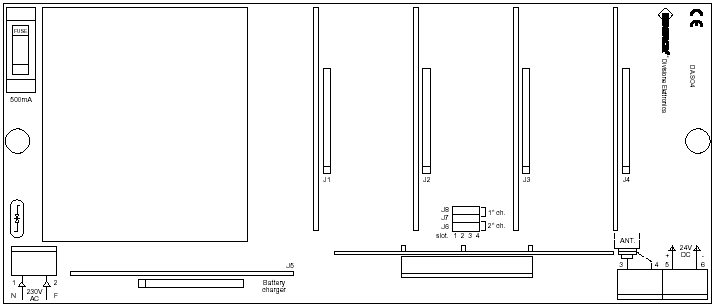 FUSE
500mA
Divisione Elettronica
DAS04
CE
J1
J2
J3
J4
J8
J7
J6
1° ch.
2° ch.
slot. 1 2 3 4
ANT.
24V
DC
+
-
3 4 5 6
J5
Battery
charger
1 2
230V
AC
N F